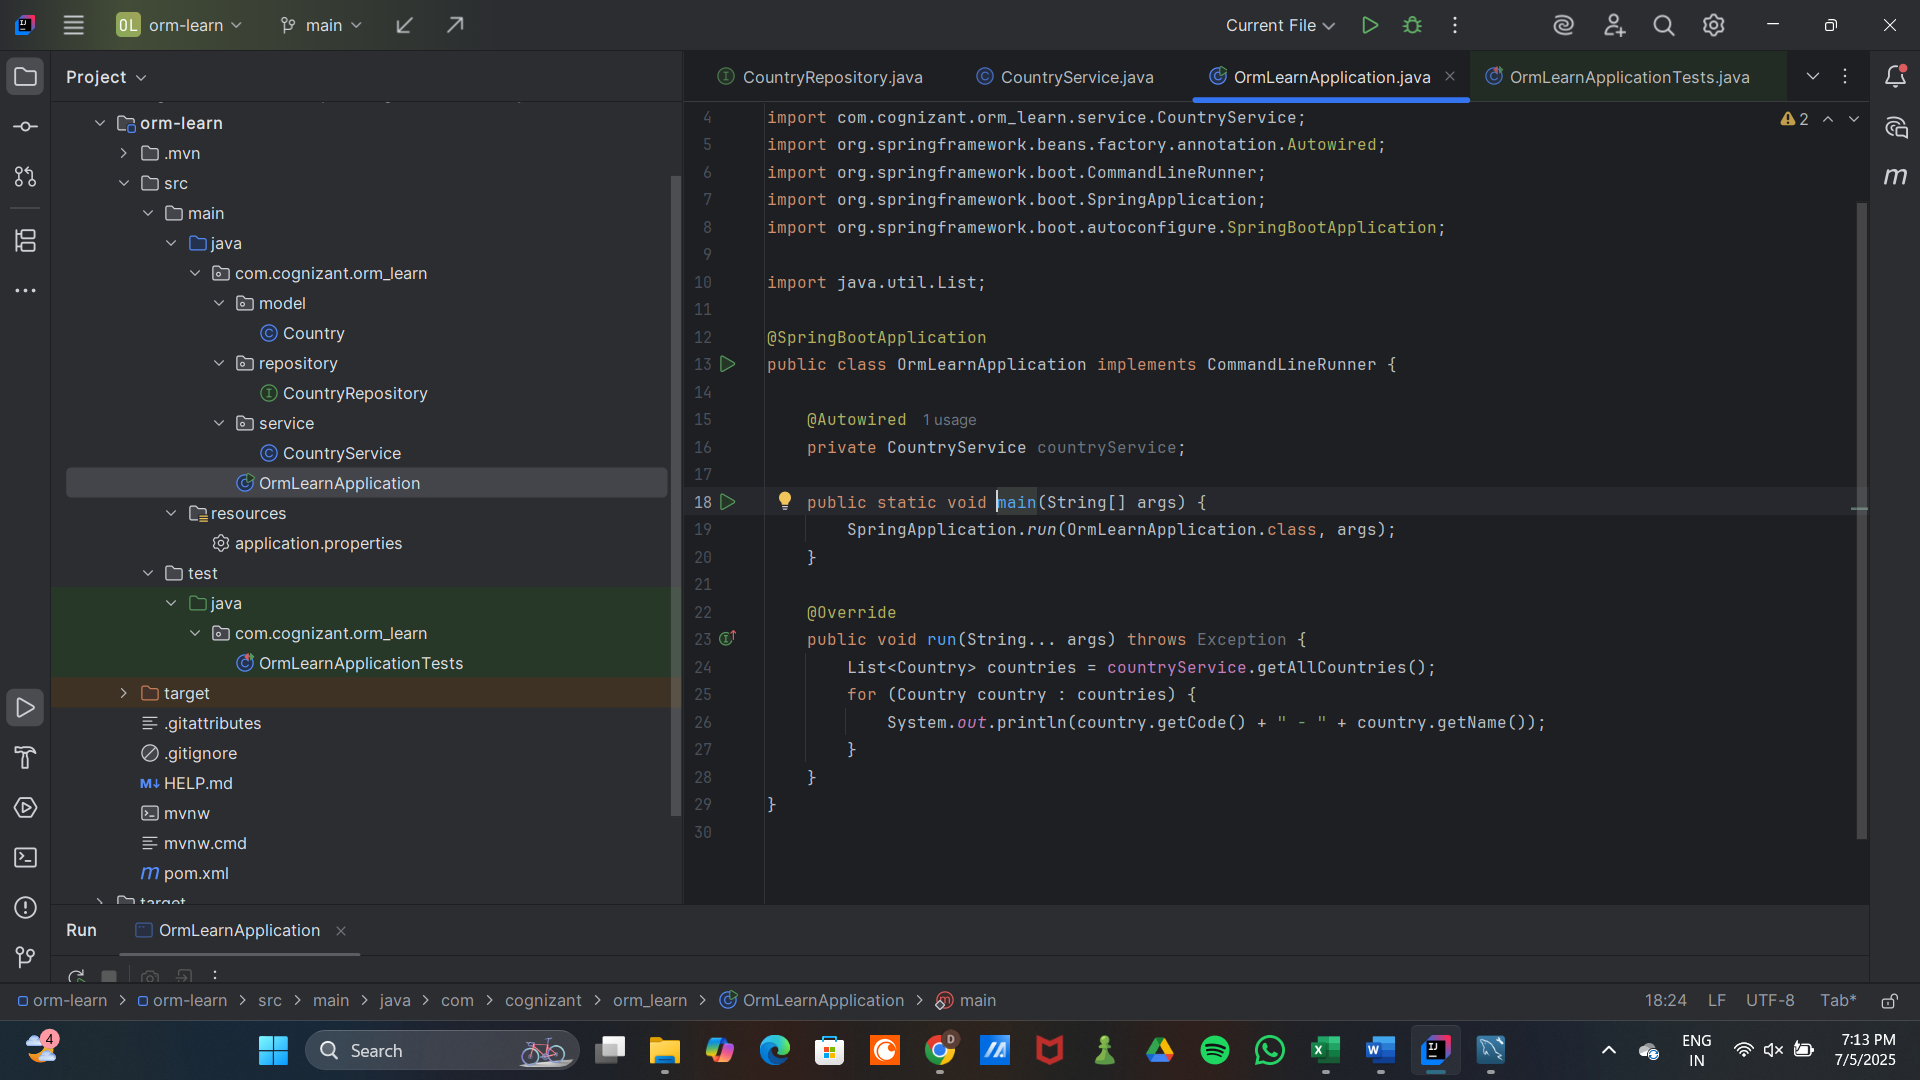 OL orm-learn
main
Current File
Project
orm-learn
.mvn
src
main
java
com.cognizant.orm_learn
model
Country
repository
CountryRepository
service
CountryService
OrmLearnApplication
resources
application.properties
test
java
com.cognizant.orm_learn
OrmLearnApplicationTests
target
.gitattributes
.gitignore
M↓ HELP.md
mvnw
mvnw.cmd
m pom.xml
target
CountryRepository.java CountryService.java OrmLearnApplication.java OrmLearnApplicationTests.java
4 import com.cognizant.orm_learn.service.CountryService;
5 import org.springframework.beans.factory.annotation.Autowired;
6 import org.springframework.boot.CommandLineRunner;
7 import org.springframework.boot.SpringApplication;
8 import org.springframework.boot.autoconfigure.SpringBootApplication;
9
10 import java.util.List;
11
12 @SpringBootApplication
13 public class OrmLearnApplication implements CommandLineRunner {
14
15 @Autowired 1 usage
16 private CountryService countryService;
17
18 public static void main(String[] args) {
19 SpringApplication.run(OrmLearnApplication.class, args);
20 }
21
22 @Override
23 public void run(String... args) throws Exception {
24 List<Country> countries = countryService.getAllCountries();
25 for (Country country : countries) {
26 System.out.println(country.getCode() + " - " + country.getName());
27 }
28 }
29 }
30
2
m
Run OrmLearnApplication
orm-learn > orm-learn > src > main > java > com > cognizant > orm_learn > OrmLearnApplication > main
18:24 LF UTF-8 Tab*
4
Search
ENG
IN
7:13 PM
7/5/2025